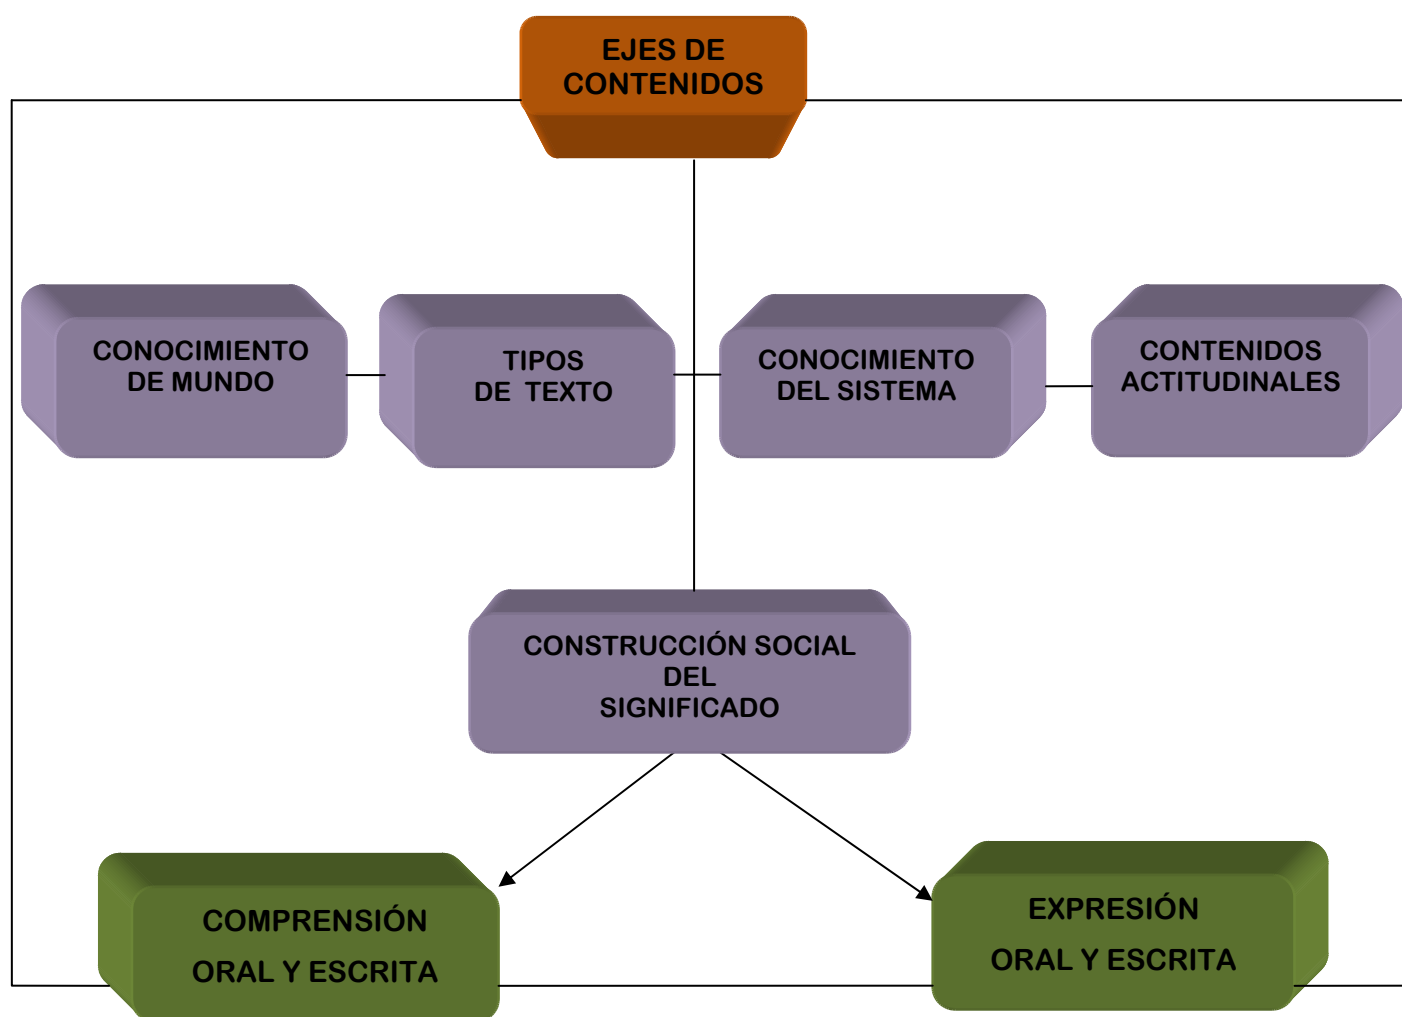 EJES DE
CONTENIDOS
CONOCIMIENTO
DE MUNDO
TIPOS
DE TEXTO
CONOCIMIENTO
DEL SISTEMA
CONTENIDOS
ACTITUDINALES
CONSTRUCCIÓN SOCIAL
DEL
SIGNIFICADO
COMPRENSIÓN
ORAL Y ESCRITA
EXPRESIÓN
ORAL Y ESCRITA